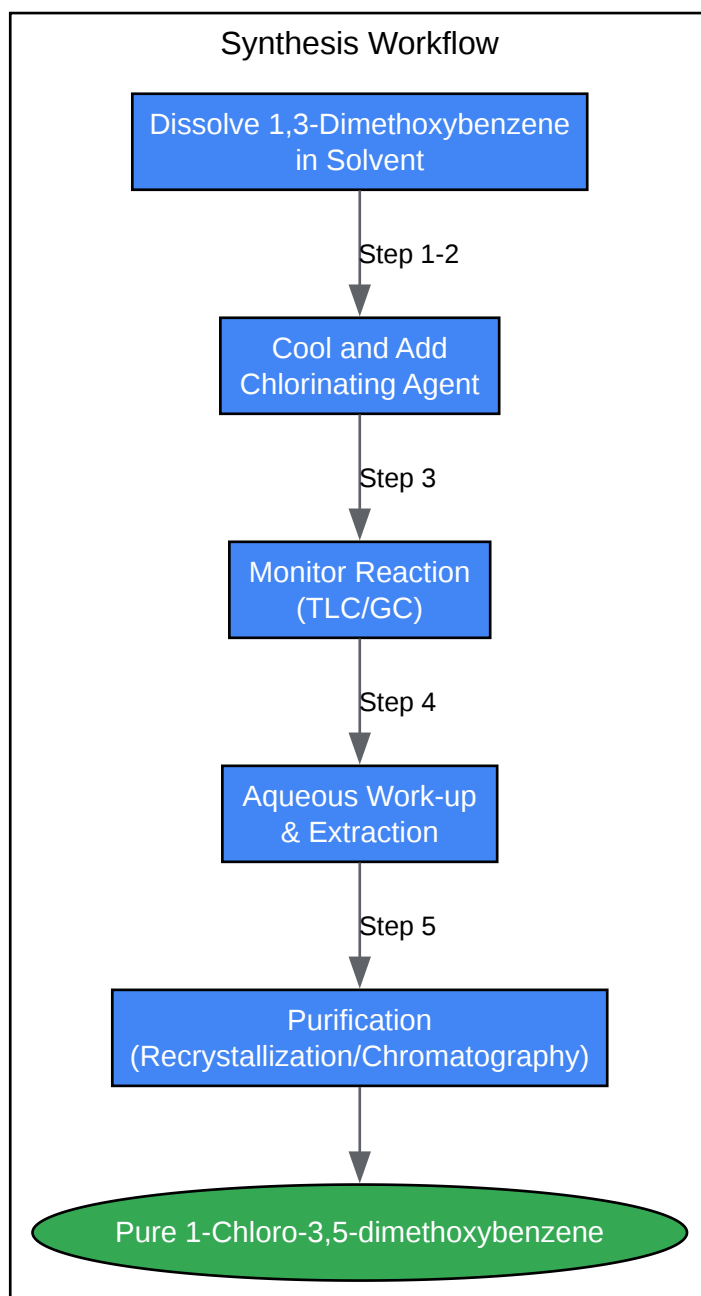 Synthesis Workflow
Dissolve 1,3-Dimethoxybenzene
in Solvent
Step 1-2
Cool and Add
Chlorinating Agent
Step 3
Monitor Reaction
(TLC/GC)
Step 4
Aqueous Work-up
& Extraction
Step 5
Purification
(Recrystallization/Chromatography)
Pure 1-Chloro-3,5-dimethoxybenzene